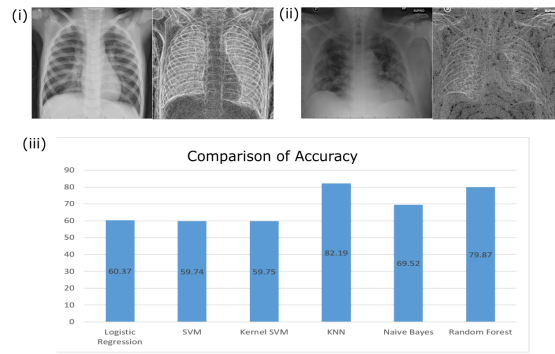 (i)
(ii)
(iii)
Comparison of Accuracy
90
80
70
60
50
40
30
20
10
0
60.37
59.74
59.75
82.19
69.52
79.87
Logistic
Regression
SVM
Kernel SVM
KNN
Naive Bayes
Random Forest